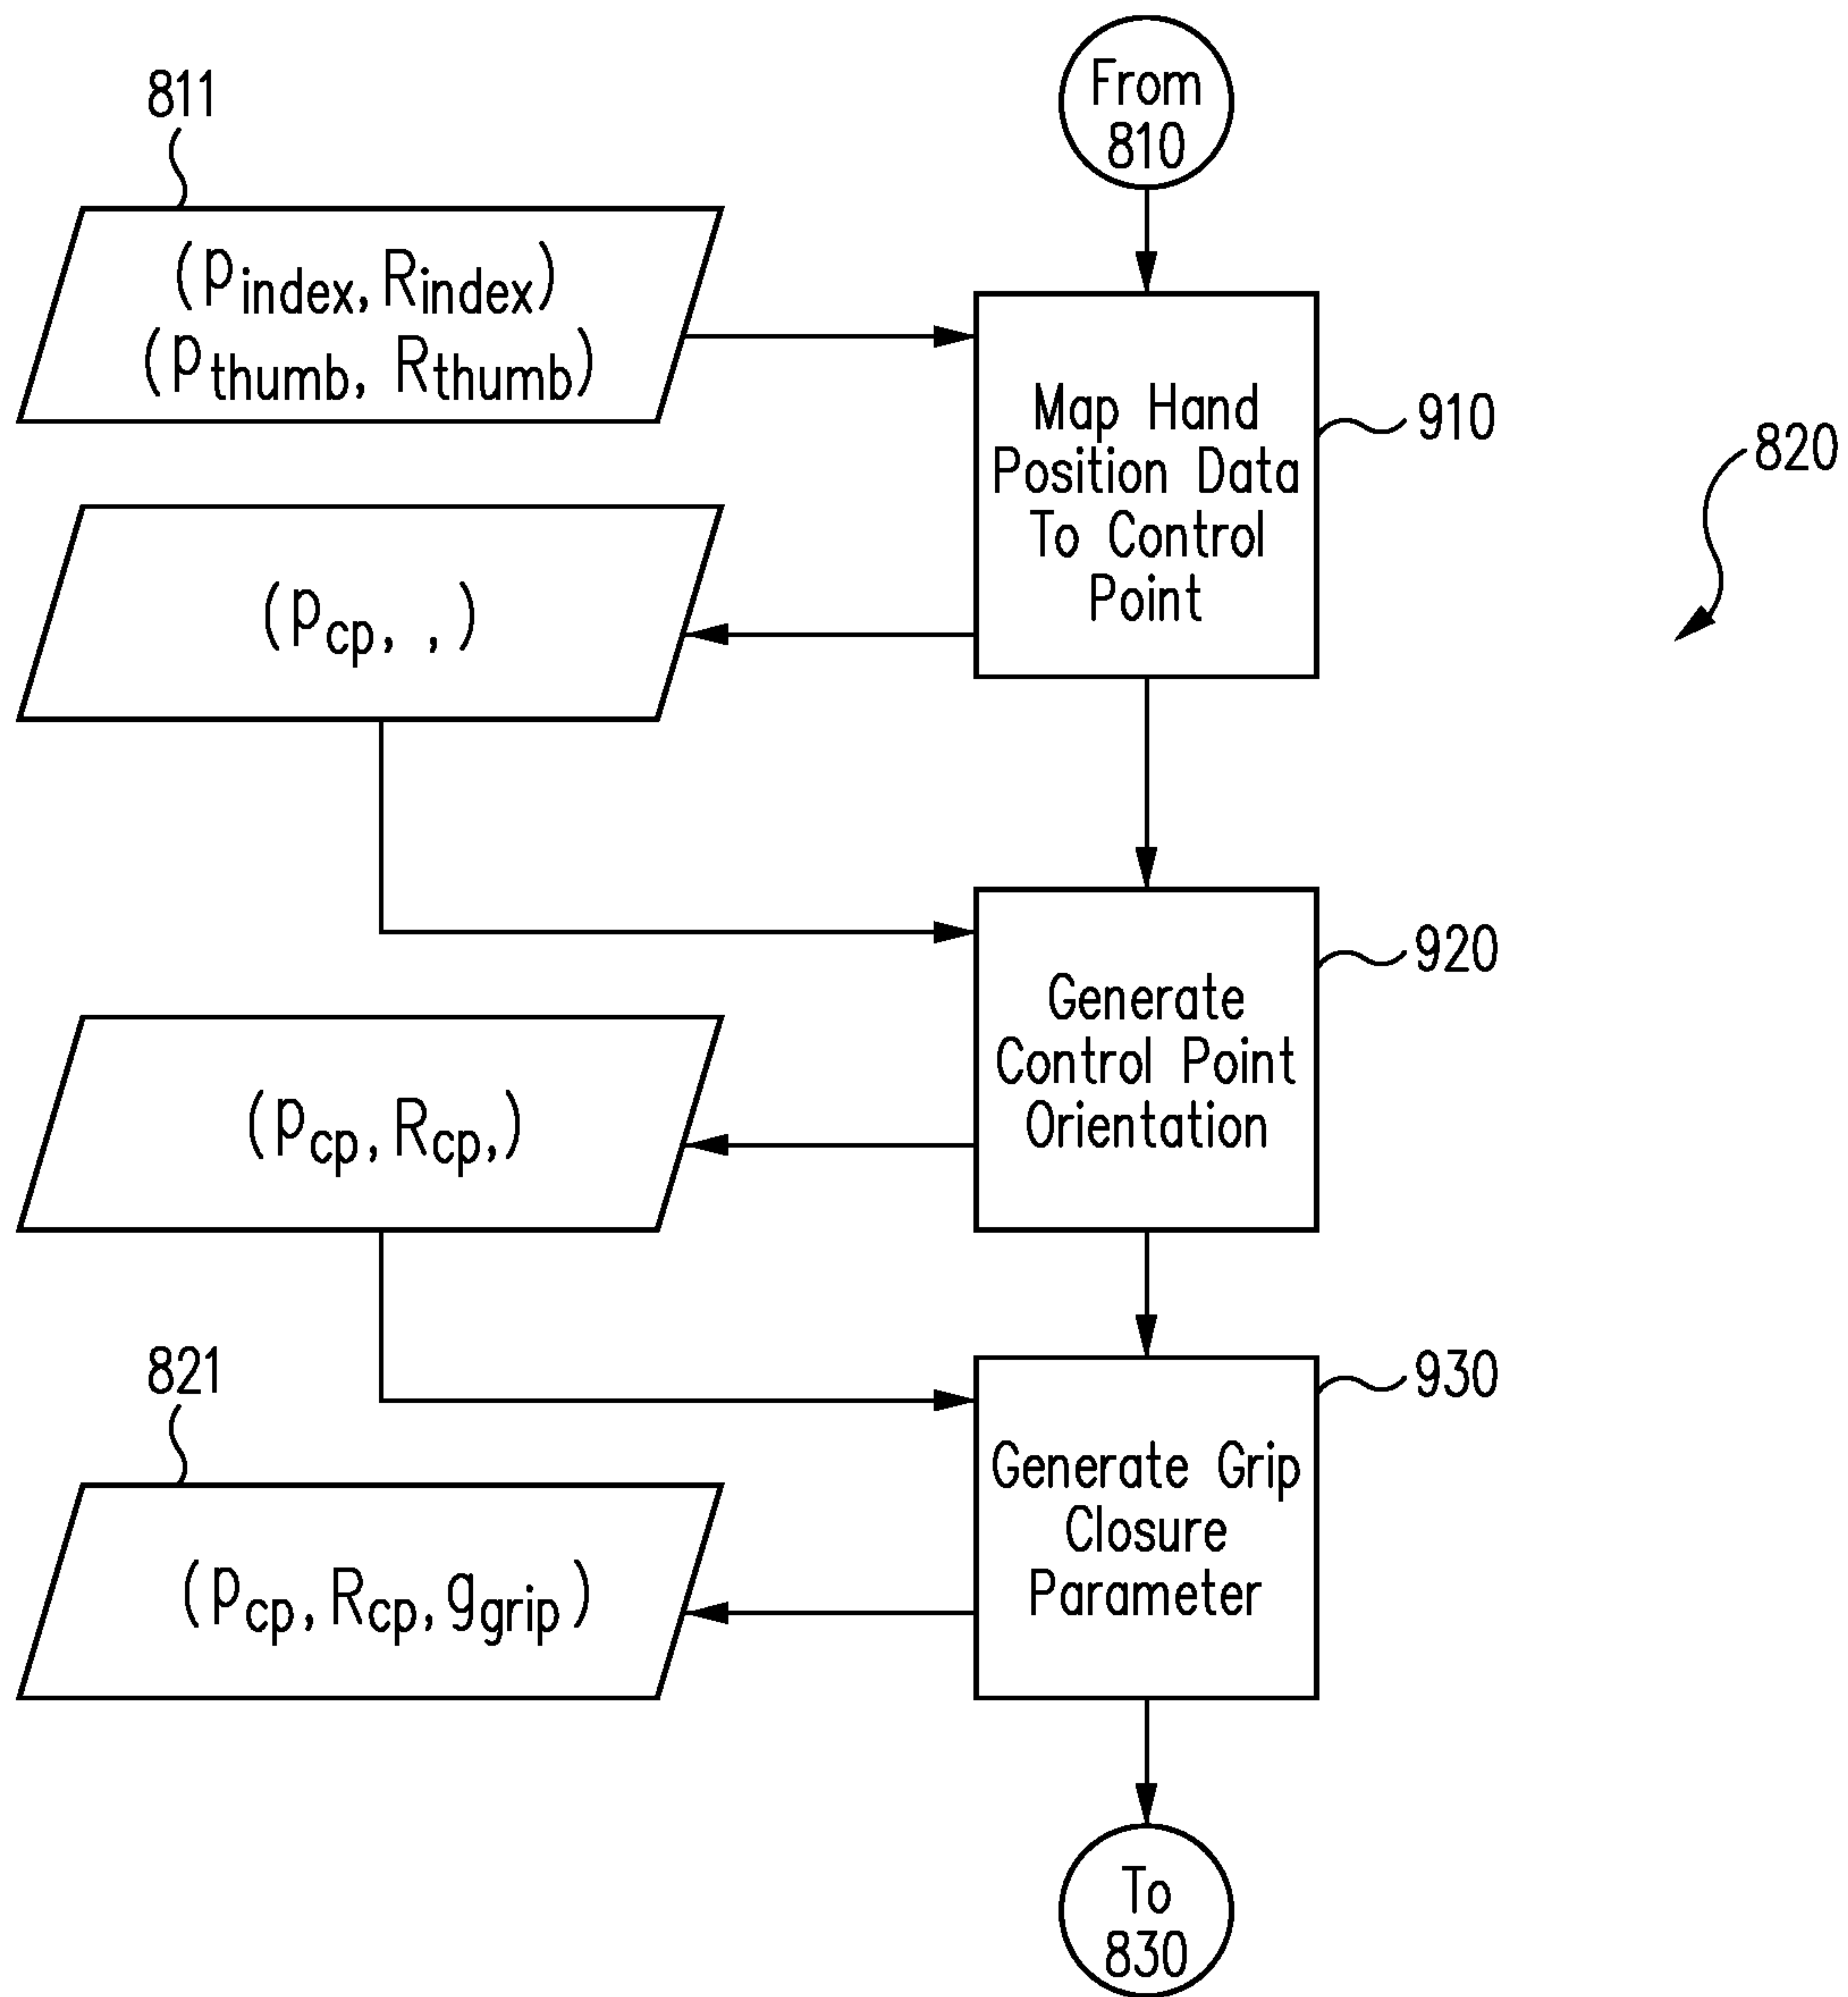 From
810
811
(pindex, Rindex)
(pthumb, Rthumb)
Map Hand
Position Data
To Control
Point
910
820
(pcp, ,)
Generate
Control Point
Orientation
920
(pcp, Rcp,)
Generate Grip
Closure
Parameter
930
821
(pcp, Rcp, ggrip)
To
830